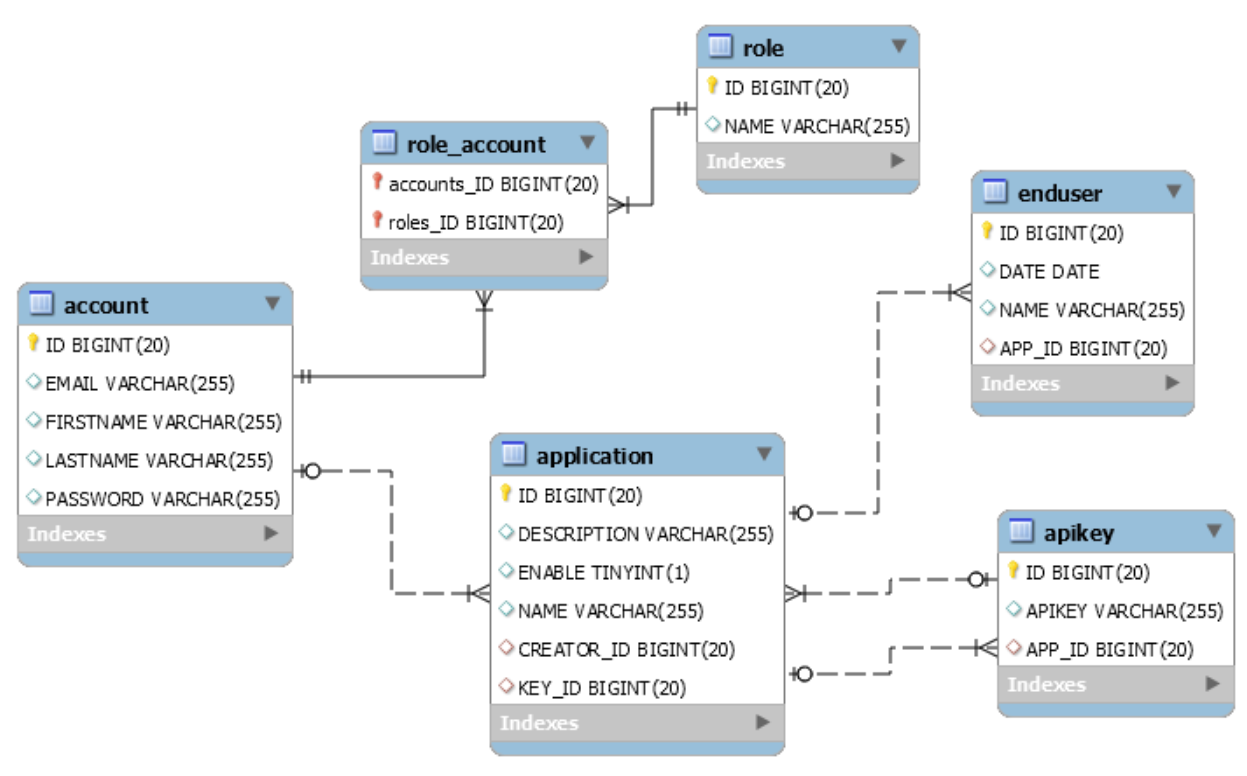 role
ID BIGINT(20)
NAME VARCHAR(255)
Indexes
role_account
accounts_ID BIGINT(20)
roles_ID BIGINT(20)
Indexes
enduser
ID BIGINT(20)
DATE DATE
NAME VARCHAR(255)
APP_ID BIGINT(20)
Indexes
account
ID BIGINT(20)
EMAIL VARCHAR(255)
FIRSTNAME VARCHAR(255)
LASTNAME VARCHAR(255)
PASSWORD VARCHAR(255)
Indexes
application
ID BIGINT(20)
DESCRIPTION VARCHAR(255)
ENABLE TINYINT(1)
NAME VARCHAR(255)
CREATOR_ID BIGINT(20)
KEY_ID BIGINT(20)
Indexes
apikey
ID BIGINT(20)
APIKEY VARCHAR(255)
APP_ID BIGINT(20)
Indexes